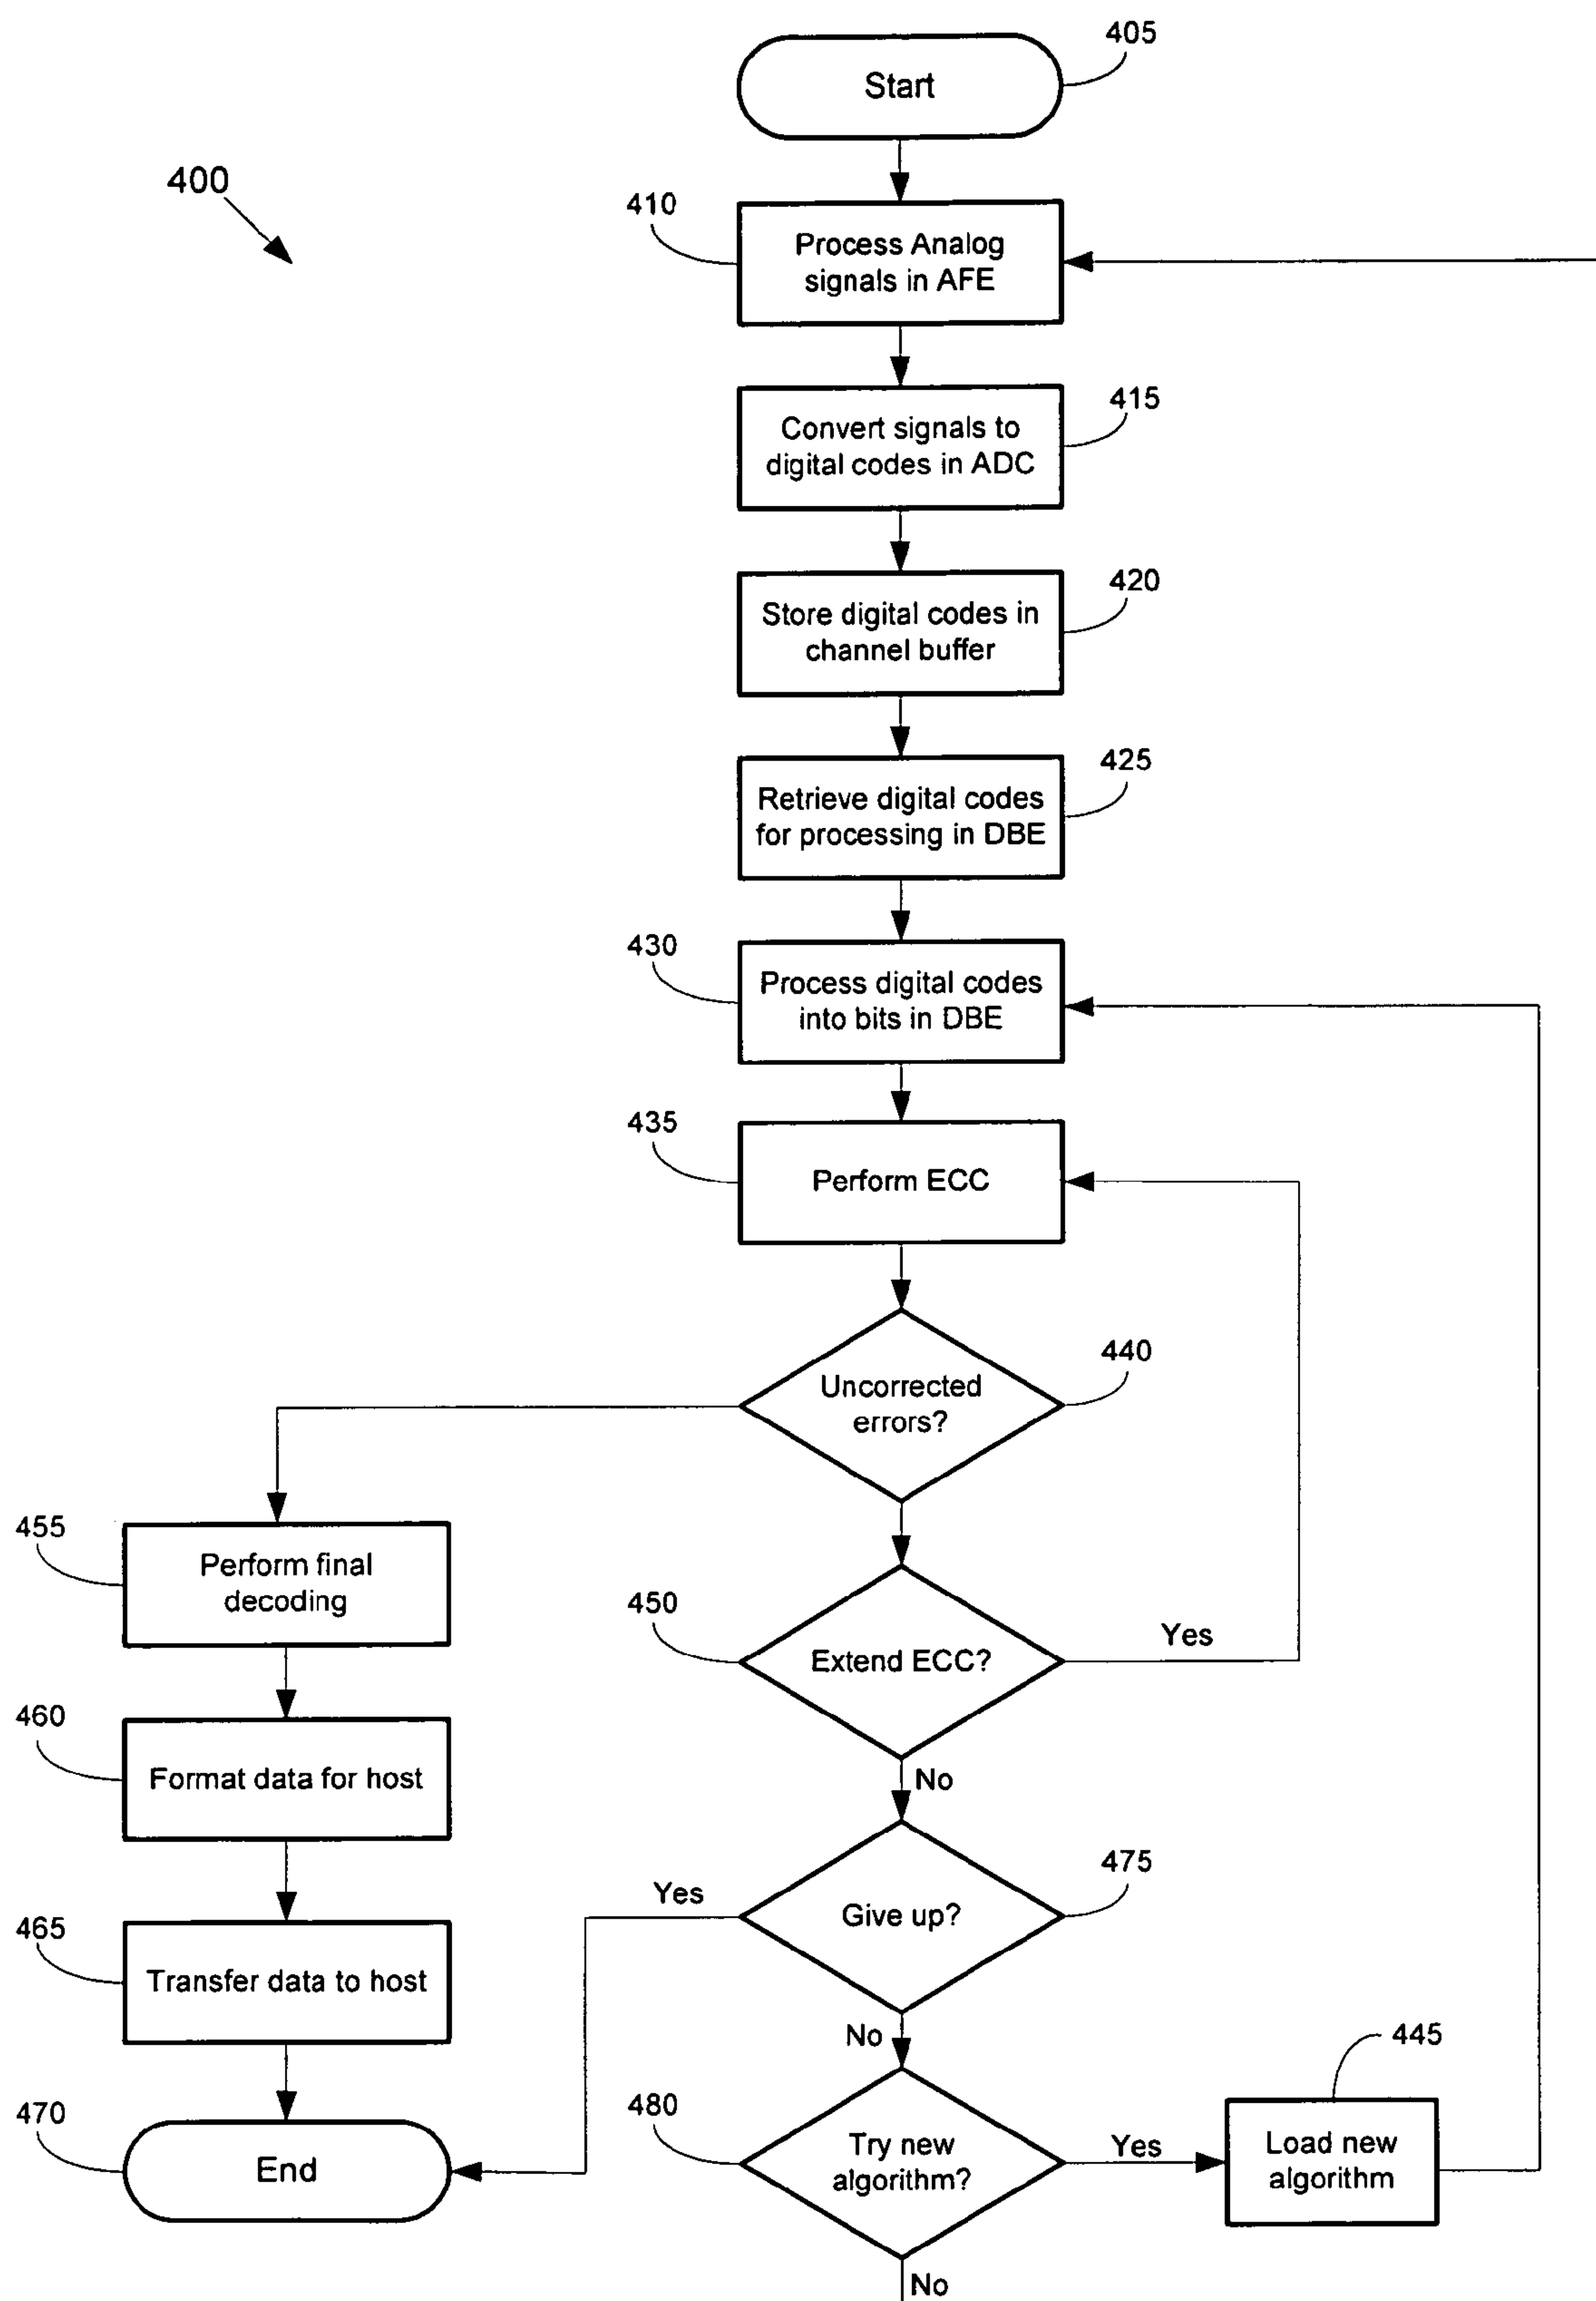 405
Start
400
410
Process Analog
signals in AFE
415
Convert signals to
digital codes in ADC
420
Store digital codes in
channel buffer
425
Retrieve digital codes
for processing in DBE
430
Process digital codes
into bits in DBE
435
Perform ECC
440
Uncorrected
errors?
455
Perform final
decoding
450
Extend ECC?
Yes
460
Format data for host
No
475
Yes
Give up?
465
Transfer data to host
No
445
470
End
480
Try new
algorithm?
Yes
Load new
algorithm
No